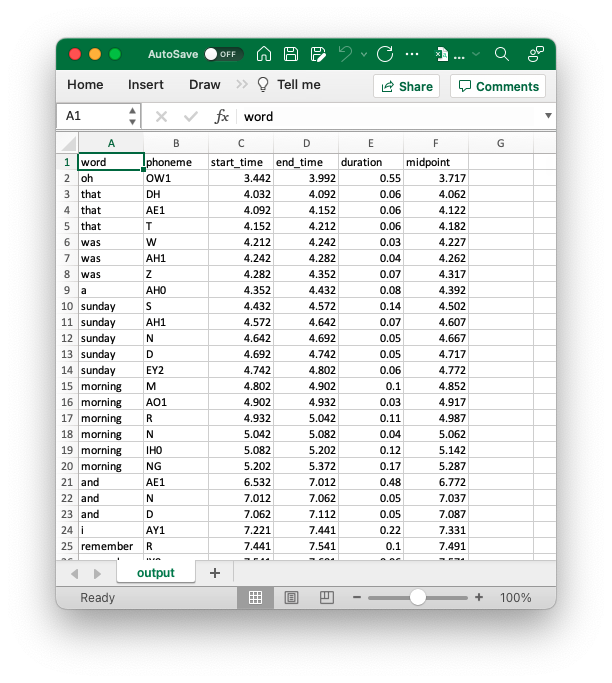 AutoSave OFF ... ...
Home Insert Draw >> Tell me Share Comments
A1 fx word
A B C D E F G
1 word phoneme start_time end_time duration midpoint
2 oh OW1 3.442 3.992 0.55 3.717
3 that DH 4.032 4.092 0.06 4.062
4 that AE1 4.092 4.152 0.06 4.122
5 that T 4.152 4.212 0.06 4.182
6 was W 4.212 4.242 0.03 4.227
7 was AH1 4.242 4.282 0.04 4.262
8 was Z 4.282 4.352 0.07 4.317
9 a AH0 4.352 4.432 0.08 4.392
10 sunday S 4.432 4.572 0.14 4.502
11 sunday AH1 4.572 4.642 0.07 4.607
12 sunday N 4.642 4.692 0.05 4.667
13 sunday D 4.692 4.742 0.05 4.717
14 sunday EY2 4.742 4.802 0.06 4.772
15 morning M 4.802 4.902 0.1 4.852
16 morning AO1 4.902 4.932 0.03 4.917
17 morning R 4.932 5.042 0.11 4.987
18 morning N 5.042 5.082 0.04 5.062
19 morning IH0 5.082 5.202 0.12 5.142
20 morning NG 5.202 5.372 0.17 5.287
21 and AE1 6.532 7.012 0.48 6.772
22 and N 7.012 7.062 0.05 7.037
23 and D 7.062 7.112 0.05 7.087
24 i AY1 7.221 7.441 0.22 7.331
25 remember R 7.441 7.541 0.1 7.491
output +
Ready - + 100%